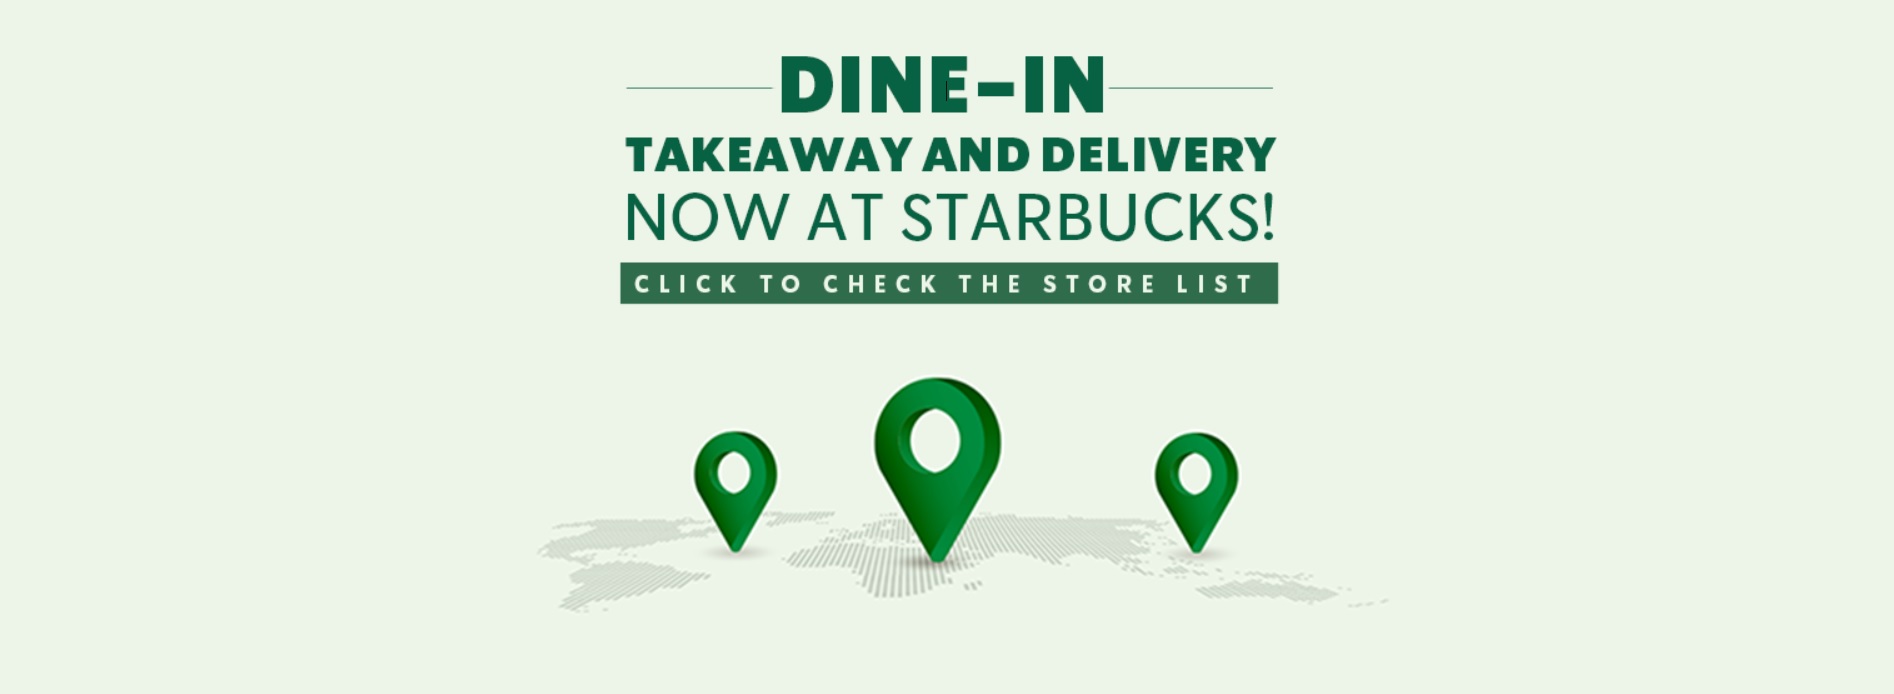 DINE-IN
TAKEAWAY AND DELIVERY
NOW AT STARBUCKS!
CLICK TO CHECK THE STORE LIST